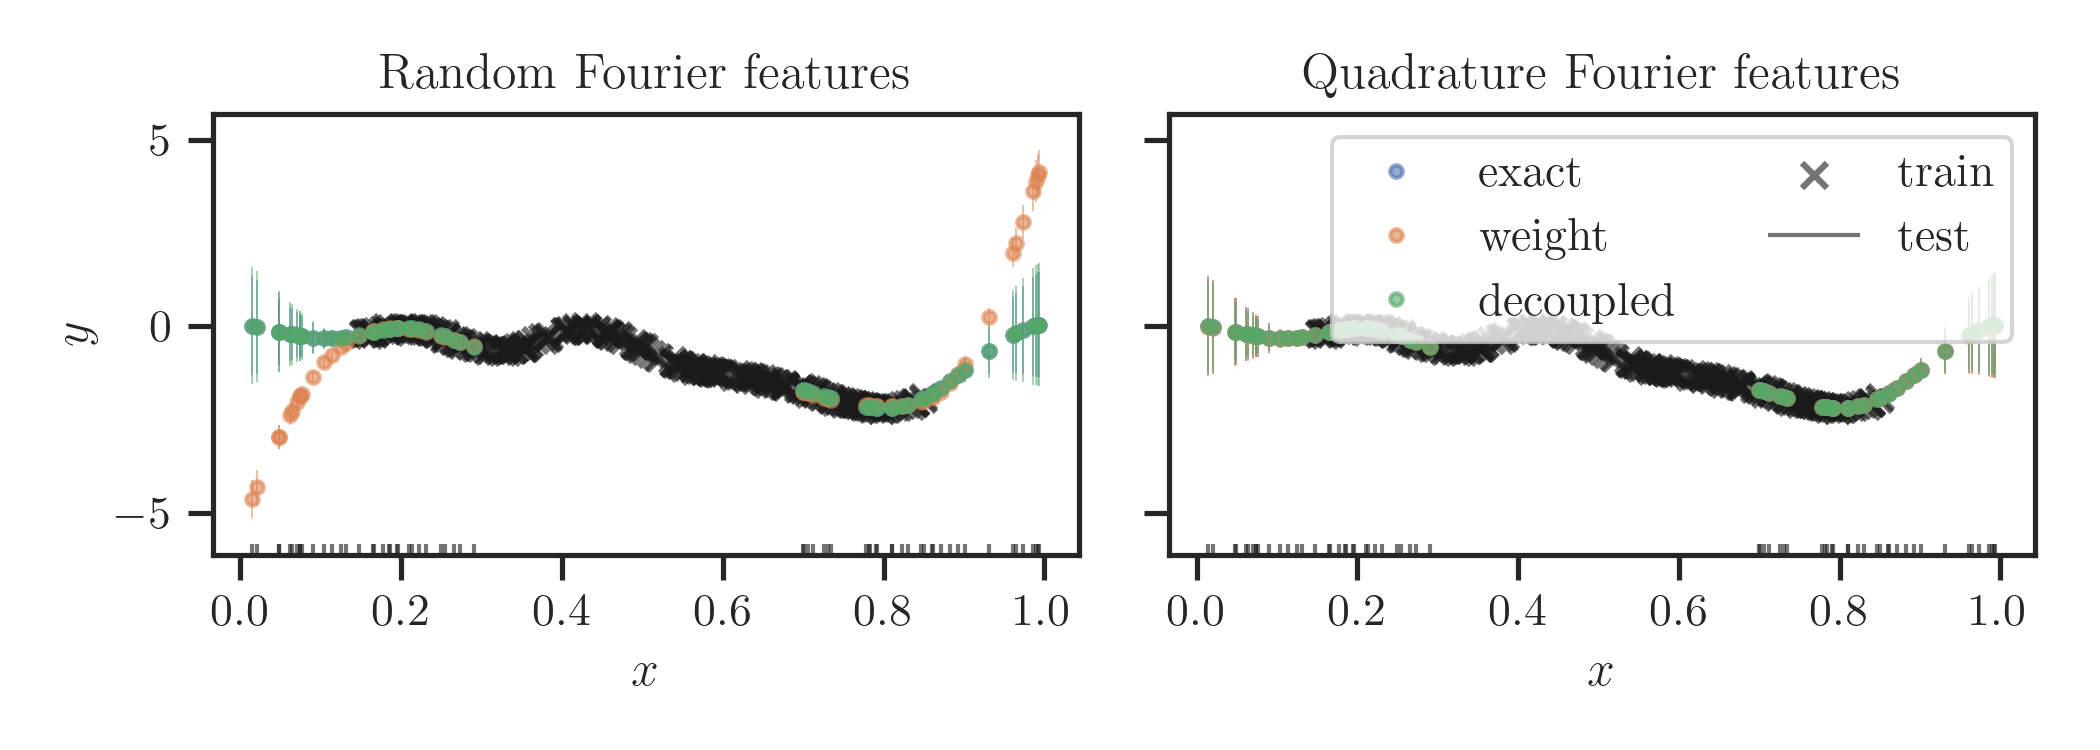 Random Fourier features
Quadrature Fourier features
5
0
−5
y
0.0 0.2 0.4 0.6 0.8 1.0
x
exact
weight
decoupled
train
test
0.0 0.2 0.4 0.6 0.8 1.0
x